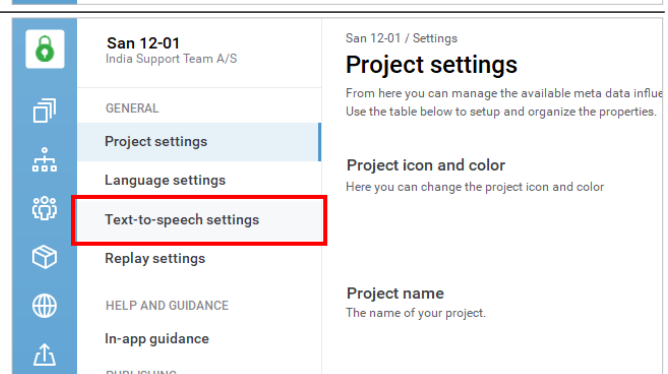 San 12-01
India Support Team A/S
GENERAL
Project settings
Language settings
Text-to-speech settings
Replay settings
HELP AND GUIDANCE
In-app guidance
PUBLISHING
San 12-01 / Settings
Project settings
From here you can manage the available meta data influe
Use the table below to setup and organize the properties.
Project icon and color
Here you can change the project icon and color
Project name
The name of your project.